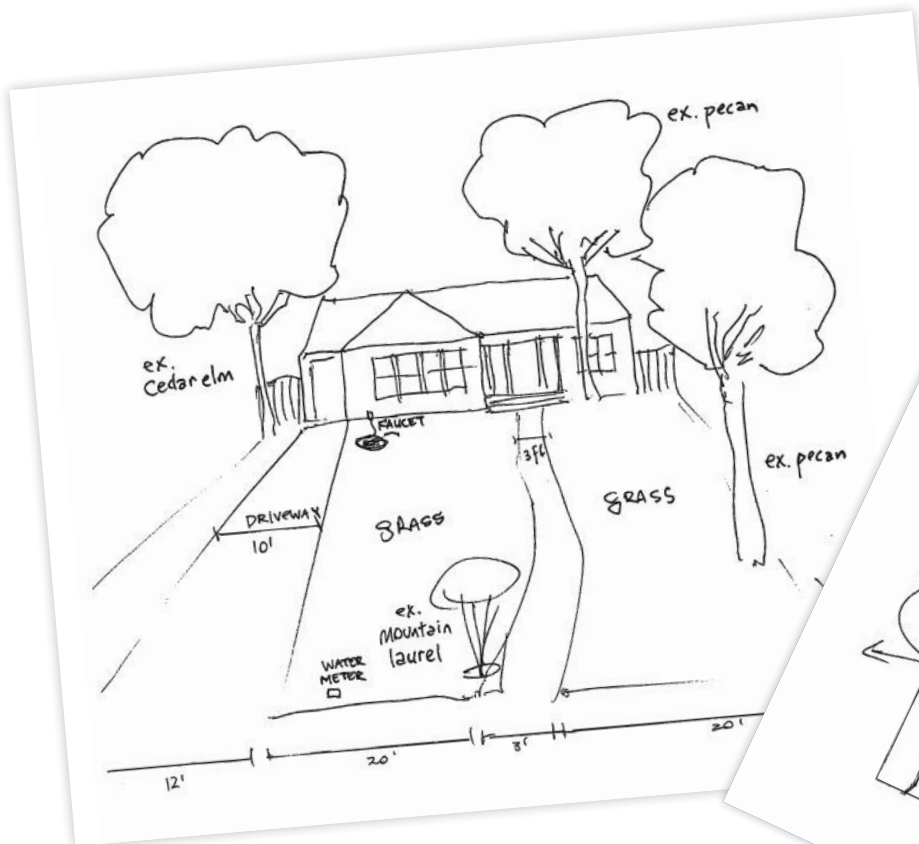 ex. pecan
ex.
Cedar elm
FAUCET
3ft
ex. pecan
GRASS
GRASS
DRIVEWAY
10'
ex.
Mountain
laurel
WATER
METER
12'
20'
3'
20'